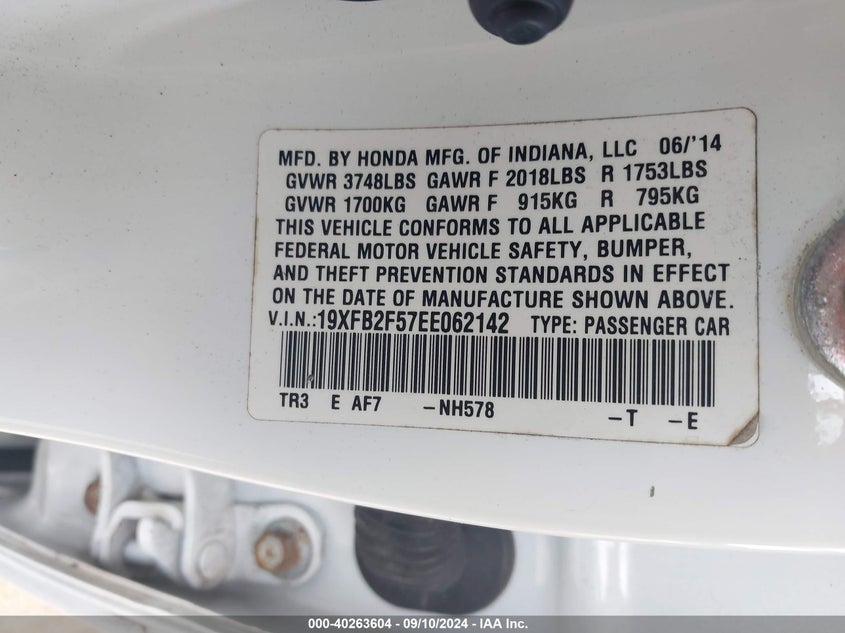 MFD. BY HONDA MFG. OF INDIANA, LLC 06/'14
GVWR 3748LBS GAWR F 2018LBS R 1753LBS
GVWR 1700KG GAWR F 915KG R 795KG
THIS VEHICLE CONFORMS TO ALL APPLICABLE
FEDERAL MOTOR VEHICLE SAFETY, BUMPER,
AND THEFT PREVENTION STANDARDS IN EFFECT
ON THE DATE OF MANUFACTURE SHOWN ABOVE.
V.I.N.:19XFB2F57EE062142 TYPE: PASSENGER CAR
TR3 E AF7 -NH578 -T -E
000-40263604 - 09/10/2024 - IAA Inc.